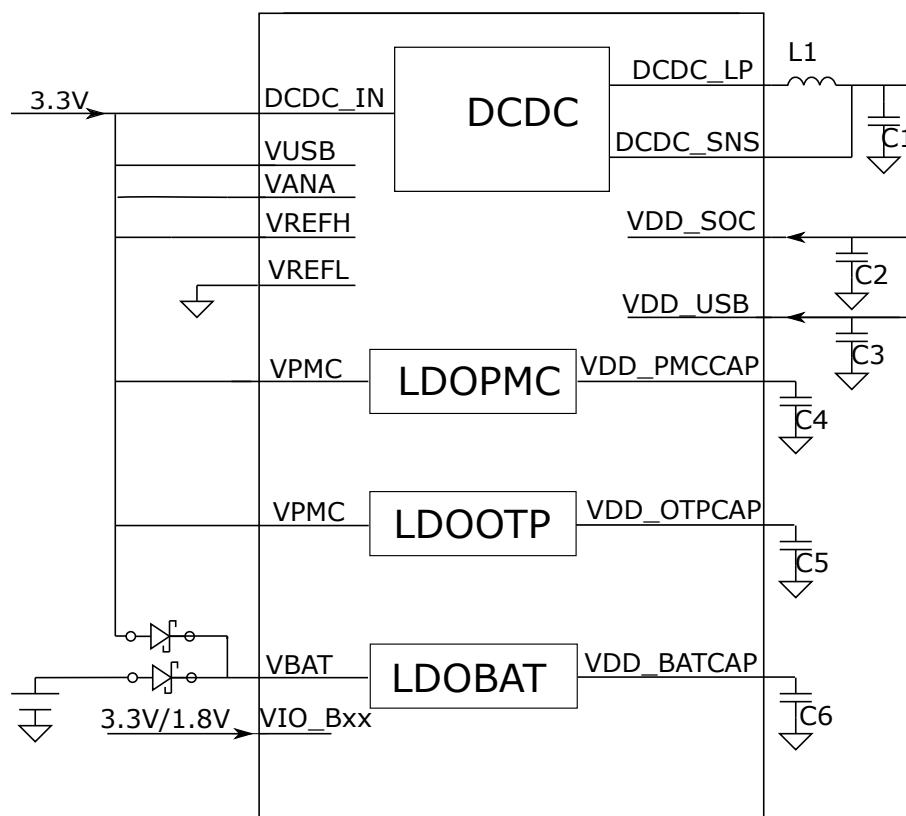 L1
DCDC_LP
3.3V
DCDC_IN
DCDC
C1
DCDC_SNS
VUSB
VANA
VREFH
VDD_SOC
VREFL
C2
VDD_USB
C3
VPMC
LDOPMC
VDD_PMCCAP
C4
VPMC
LDOOTP
VDD_OTPCAP
C5
VBAT
LDOBAT
VDD_BATCAP
3.3V/1.8V
VIO_Bxx
C6